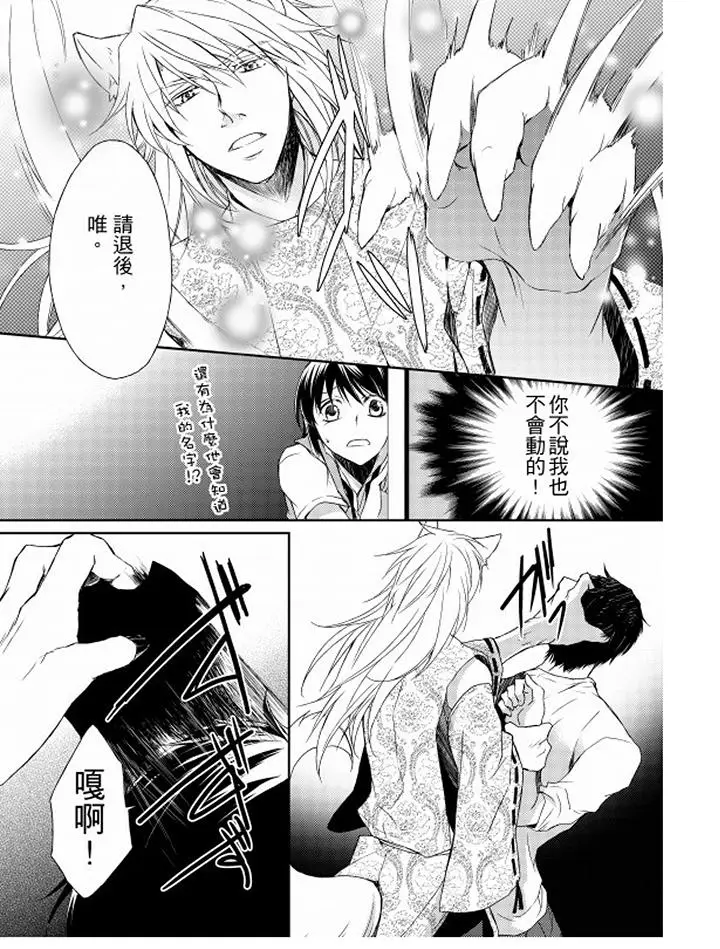 請退後，
唯。
你不說我也
不會動的！
還有為什麼他會知道
我的名字！？
嘎啊！